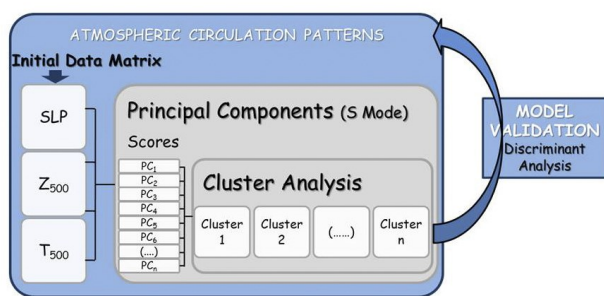 ATMOSPHERIC CIRCULATION PATTERNS
Initial Data Matrix
SLP
Z500
T500
Principal Components (S Mode)
Scores
PC1
PC2
PC3
PC4
PC5
PC6
(....)
PCn
Cluster Analysis
Cluster
1
Cluster
2
(......)
Cluster
n
MODEL
VALIDATION
Discriminant
Analysis